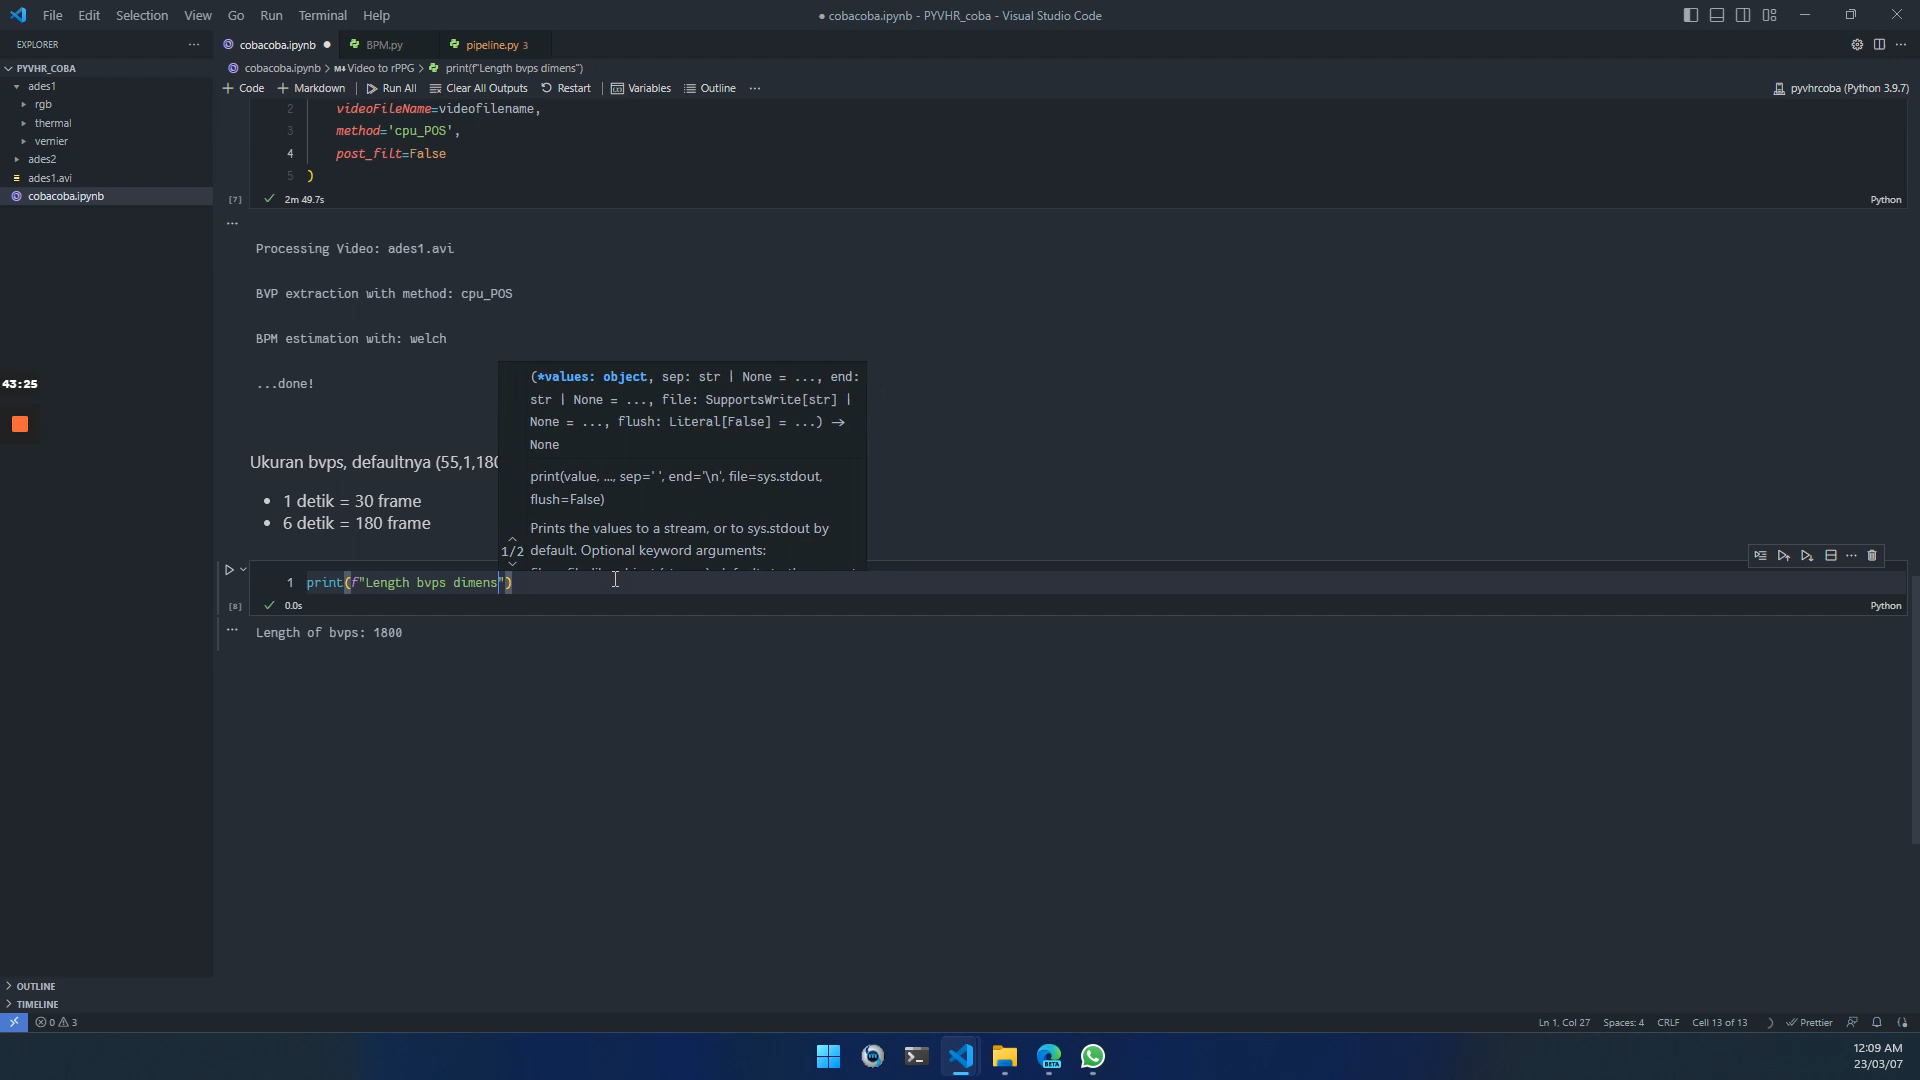 File Edit Selection View Go Run Terminal Help
● cobacoba.ipynb - PYVHR_coba - Visual Studio Code
EXPLORER
cobacoba.ipynb ●
BPM.py
pipeline.py 3
PYVHR_COBA
cobacoba.ipynb > M↓ Video to rPPG > print(f"Length bvps dimens")
ades1
+ Code + Markdown | Run All Clear All Outputs Restart | Variables Outline ...
pyvhrcoba (Python 3.9.7)
rgb
thermal
vernier
ades2
ades1.avi
cobacoba.ipynb
2 videoFileName=videofilename,
3 method='cpu_POS',
4 post_filt=False
5 )
[7] 2m 49.7s
Python
Processing Video: ades1.avi
BVP extraction with method: cpu_POS
BPM estimation with: welch
43:25
...done!
(*values: object, sep: str | None = ..., end:
str | None = ..., file: SupportsWrite[str] |
None = ..., flush: Literal[False] = ...) →
None
print(value, ..., sep=' ', end='\n', file=sys.stdout,
flush=False)
Prints the values to a stream, or to sys.stdout by
1/2 default. Optional keyword arguments:
Ukuran bvps, defaultnya (55,1,180
• 1 detik = 30 frame
• 6 detik = 180 frame
1 print(f"Length bvps dimens")
[8] 0.0s
Python
Length of bvps: 1800
OUTLINE
TIMELINE
0 3
Ln 1, Col 27 Spaces: 4 CRLF Cell 13 of 13 Prettier
BETA
12:09 AM
23/03/07